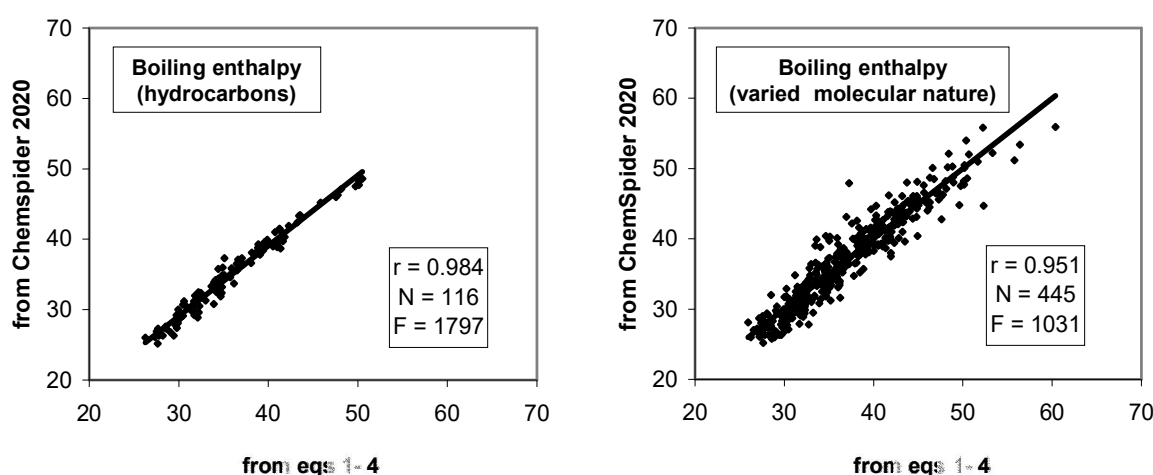 70
60
50
40
30
20
20 30 40 50 60 70
from Chemspider 2020
Boiling enthalpy
(hydrocarbons)
r = 0.984
N = 116
F = 1797
from eqs 1- 4
70
60
50
40
30
20
20 30 40 50 60 70
from ChemSpider 2020
Boiling enthalpy
(varied molecular nature)
r = 0.951
N = 445
F = 1031
from eqs 1- 4